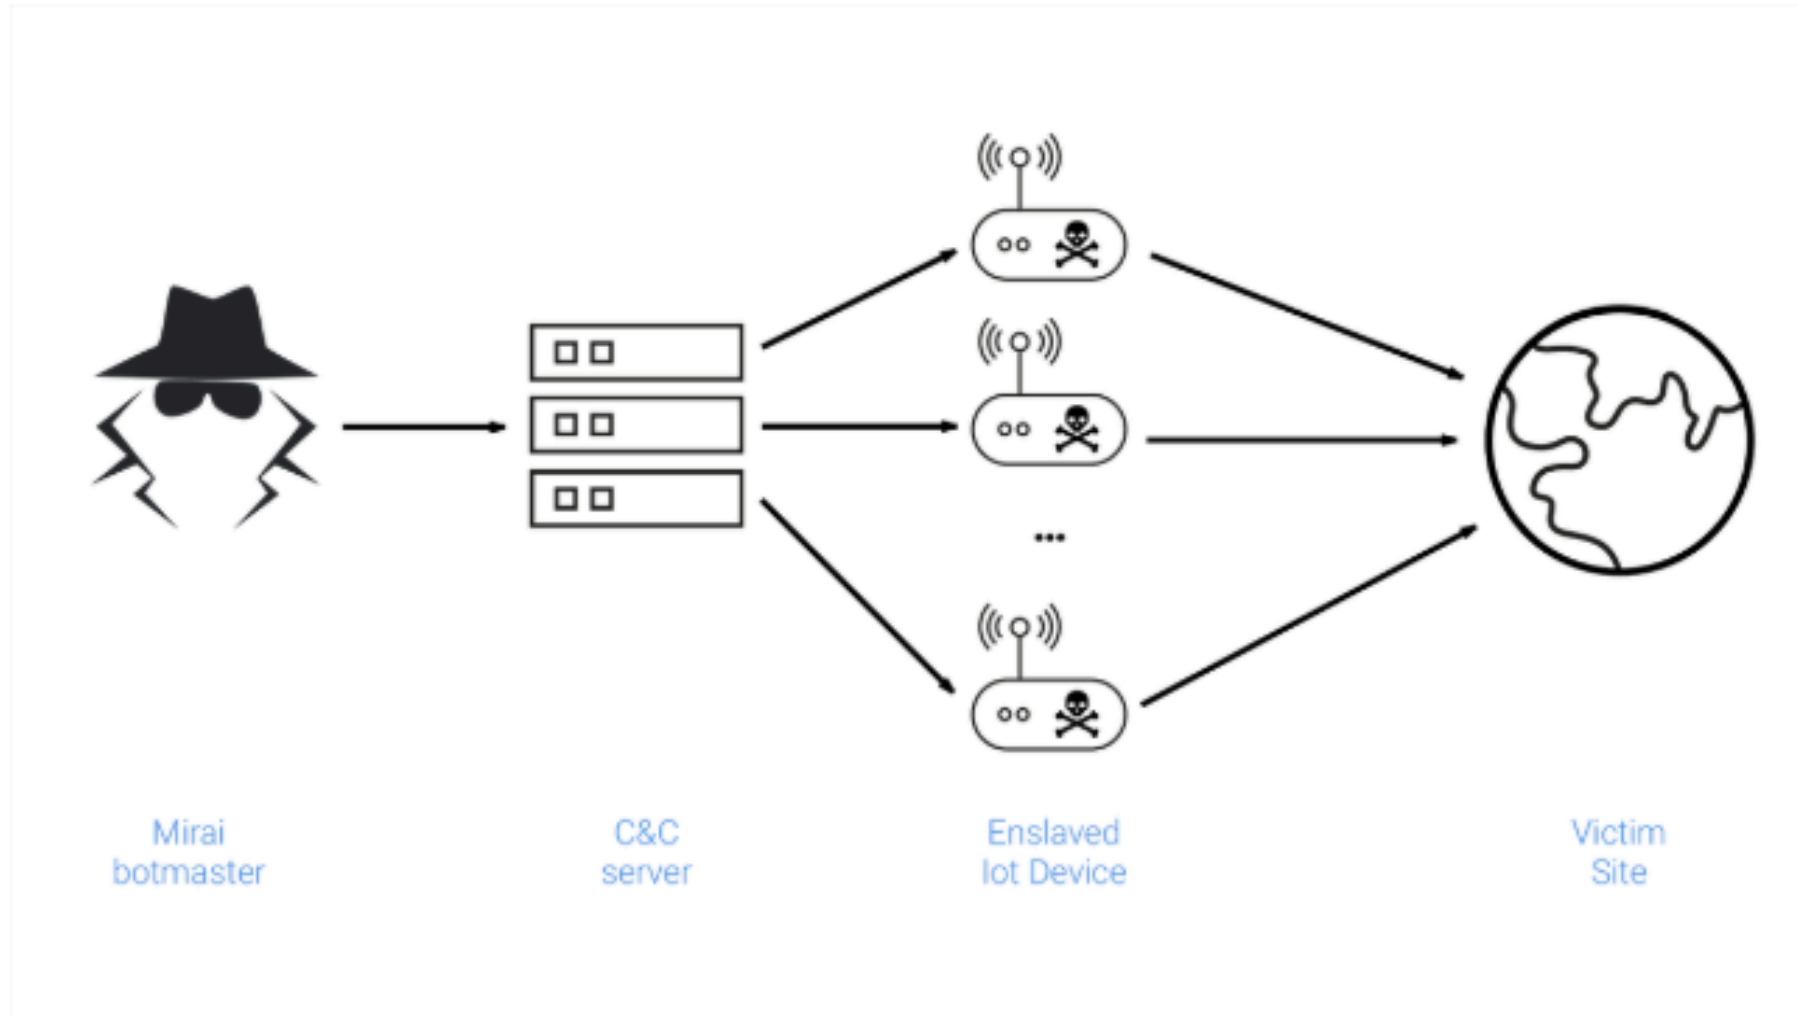 ...
Mirai
botmaster
C&C
server
Enslaved
Iot Device
Victim
Site